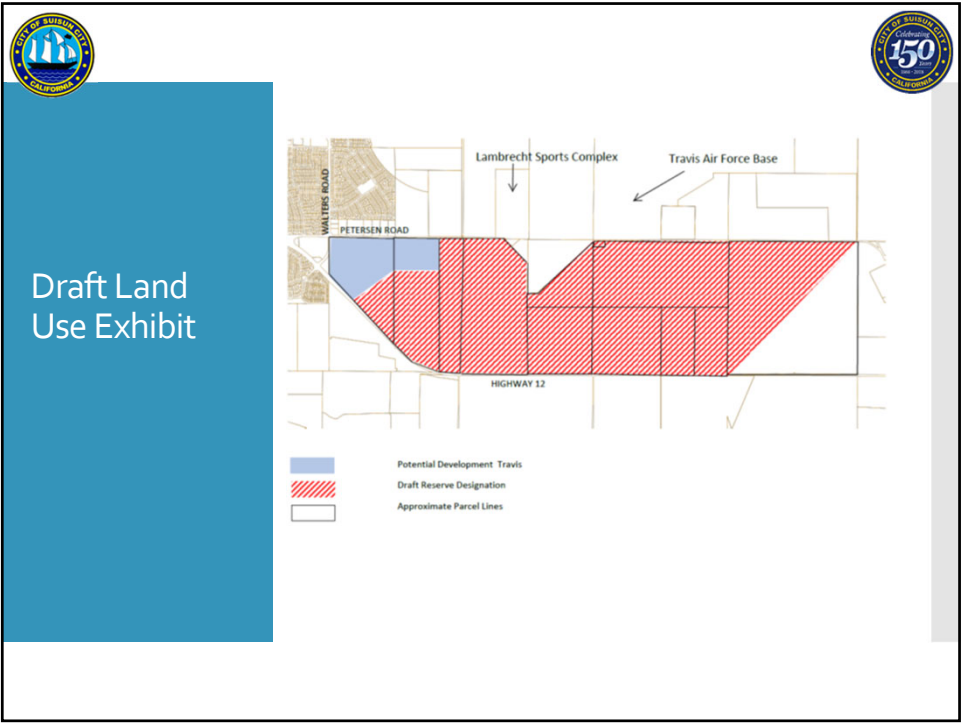 CITY OF SUISUN CITY
CALIFORNIA
CITY OF SUISUN CITY
Celebrating
150
Years
1868 - 2018
CALIFORNIA
Draft Land
Use Exhibit
Lambrecht Sports Complex
Travis Air Force Base
WALTERS ROAD
PETERSEN ROAD
HIGHWAY 12
Potential Development Travis
Draft Reserve Designation
Approximate Parcel Lines